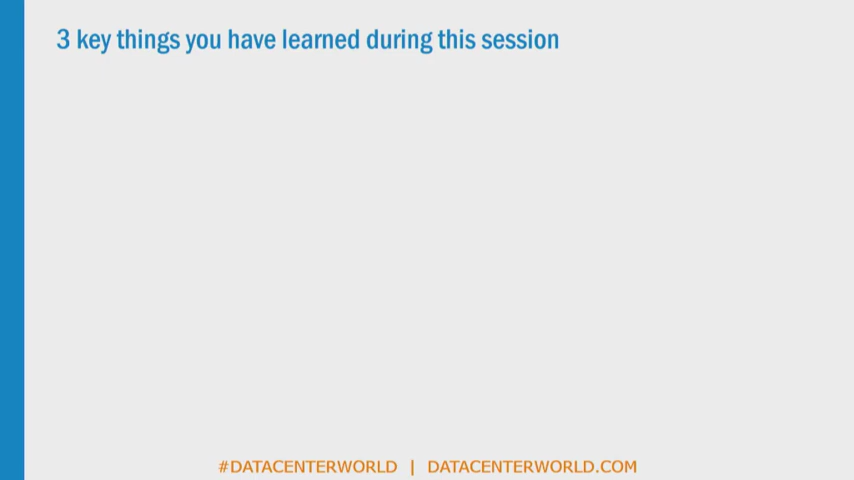 3 key things you have learned during this session
#DATACENTERWORLD | DATACENTERWORLD.COM